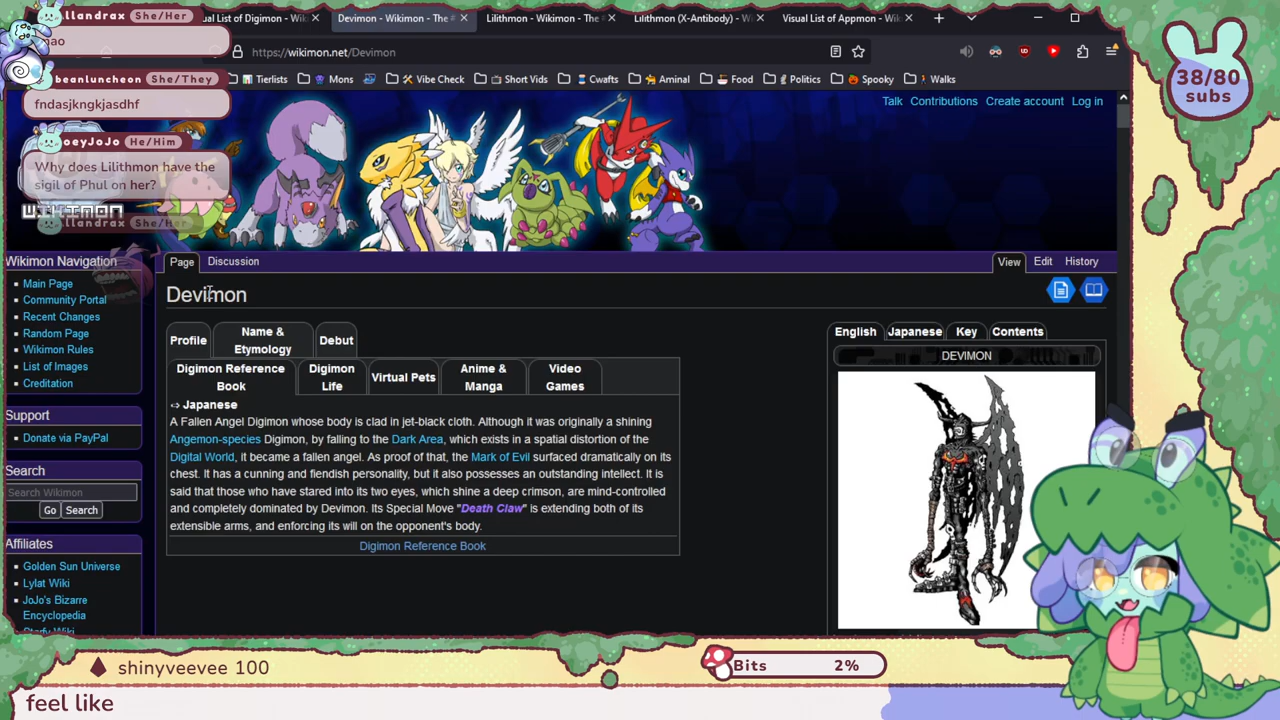 llandrax She/Her
nao
beanluncheon She/They
fndasjkngkjasdhf
oeyJoJo He/Him
Why does Lilithmon have the
sigil of Phul on her?
llandrax She/Her
WIKIMON
ual List of Digimon - Wik
Devimon - Wikimon - The #
Lilithmon - Wikimon - The #
Lilithmon (X-Antibody) - Wi
Visual List of Appmon - Wik
https://wikimon.net/Devimon
Tierlists
Mons
Vibe Check
Short Vids
Cwafts
Aminal
Food
Politics
Spooky
Walks
38/80
subs
Talk Contributions Create account Log in
Page Discussion
View Edit History
Wikimon Navigation
Main Page
Community Portal
Recent Changes
Random Page
Wikimon Rules
List of Images
Creditation
Support
Donate via PayPal
Search
Search Wikimon
Go Search
Affiliates
Golden Sun Universe
Lylat Wiki
JoJo's Bizarre
Encyclopedia
Devimon
Profile
Name &
Etymology
Debut
Digimon Reference
Book
Digimon
Life
Virtual Pets
Anime &
Manga
Video
Games
⇨ Japanese
A Fallen Angel Digimon whose body is clad in jet-black cloth. Although it was originally a shining
Angemon-species Digimon, by falling to the Dark Area, which exists in a spatial distortion of the
Digital World, it became a fallen angel. As proof of that, the Mark of Evil surfaced dramatically on its
chest. It has a cunning and fiendish personality, but it also possesses an outstanding intellect. It is
said that those who have stared into its two eyes, which shine a deep crimson, are mind-controlled
and completely dominated by Devimon. Its Special Move "Death Claw" is extending both of its
extensible arms, and enforcing its will on the opponent's body.
Digimon Reference Book
English Japanese Key Contents
DEVIMON
shinyveevee 100
Bits 2%
feel like